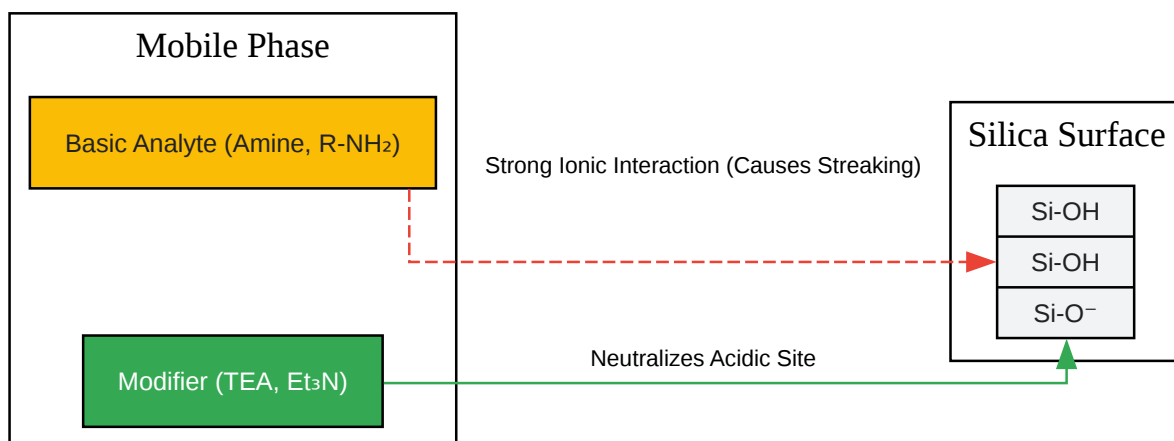 Mobile Phase
Basic Analyte (Amine, R-NH₂)
Strong Ionic Interaction (Causes Streaking)
Silica Surface
Si-OH
Si-OH
Si-O⁻
Neutralizes Acidic Site
Modifier (TEA, Et₃N)